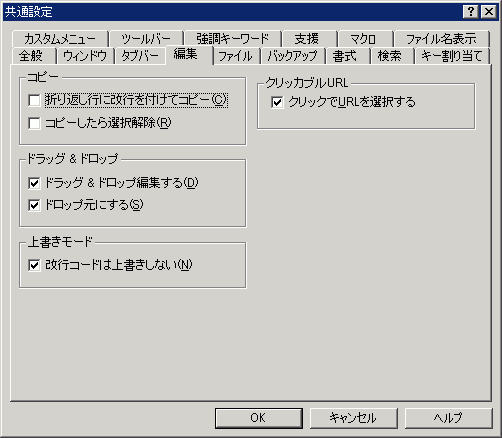 共通設定
カスタムメニュー ツールバー 強調キーワード 支援 マクロ ファイル名表示
全般 ウィンドウ タブバー 編集 ファイル バックアップ 書式 検索 キー割り当て
コピー
折り返し行に改行を付けてコピー(C)
コピーしたら選択解除(R)
ドラッグ & ドロップ
ドラッグ & ドロップ編集する(D)
ドロップ元にする(S)
上書きモード
改行コードは上書きしない(N)
クリッカブルURL
クリックでURLを選択する
OK キャンセル ヘルプ